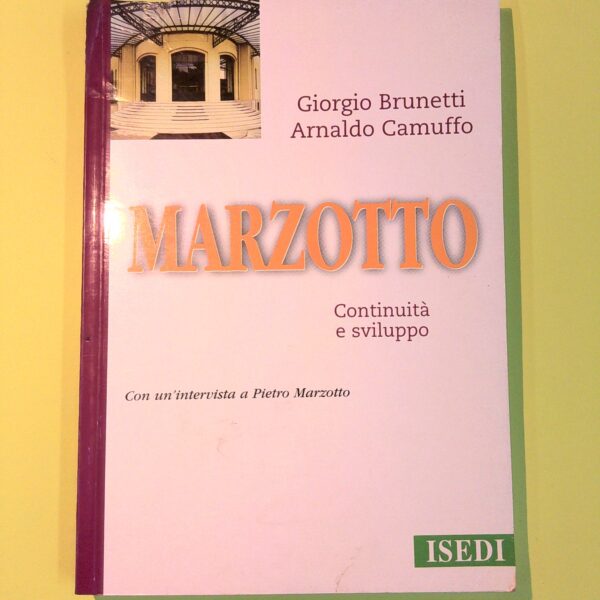 Giorgio Brunetti
Arnaldo Camuffo
MARZOTTO
Continuità
e sviluppo
Con un'intervista a Pietro Marzotto
ISEDI